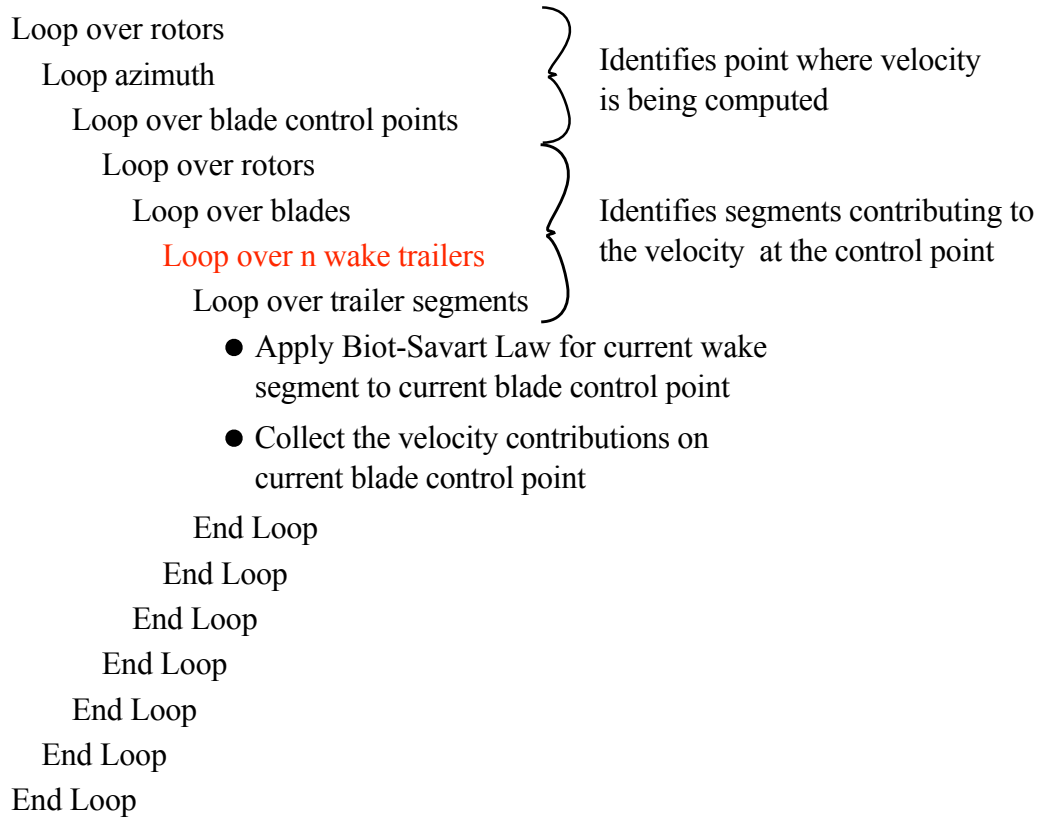 Loop over rotors
Loop azimuth
Loop over blade control points
Identifies point where velocity
is being computed
Loop over rotors
Loop over blades
Loop over n wake trailers
Loop over trailer segments
Identifies segments contributing to
the velocity at the control point
● Apply Biot-Savart Law for current wake
segment to current blade control point
● Collect the velocity contributions on
current blade control point
End Loop
End Loop
End Loop
End Loop
End Loop
End Loop
End Loop